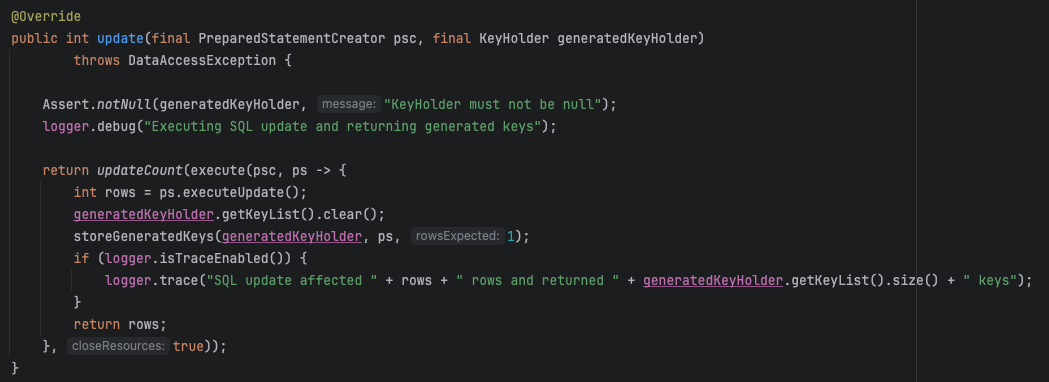 @Override
public int update(final PreparedStatementCreator psc, final KeyHolder generatedKeyHolder)
throws DataAccessException {
Assert.notNull(generatedKeyHolder, message: "KeyHolder must not be null");
logger.debug("Executing SQL update and returning generated keys");
return updateCount(execute(psc, ps -> {
int rows = ps.executeUpdate();
generatedKeyHolder.getKeyList().clear();
storeGeneratedKeys(generatedKeyHolder, ps, rowsExpected: 1);
if (logger.isTraceEnabled()) {
logger.trace("SQL update affected " + rows + " rows and returned " + generatedKeyHolder.getKeyList().size() + " keys");
}
return rows;
}, closeResources: true));
}